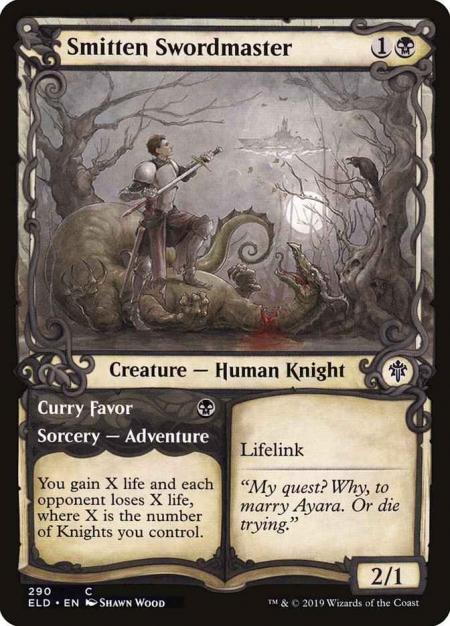 Smitten Swordmaster 1
Creature — Human Knight
Curry Favor
Sorcery — Adventure
You gain X life and each
opponent loses X life,
where X is the number
of Knights you control.
Lifelink
“My quest? Why, to
marry Ayara. Or die
trying.”
2/1
290 C
ELD • EN Shawn Wood
™ & © 2019 Wizards of the Coast